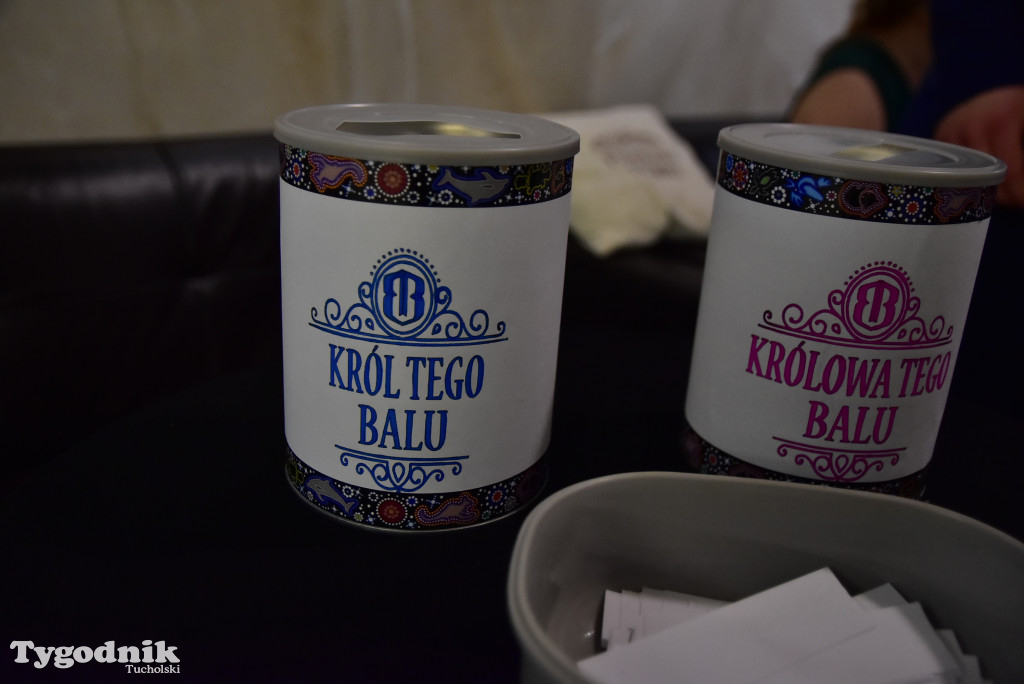 KRÓL TEGO
BALU
KRÓLOWA TEGO
BALU
Tygodnik
Tucholski